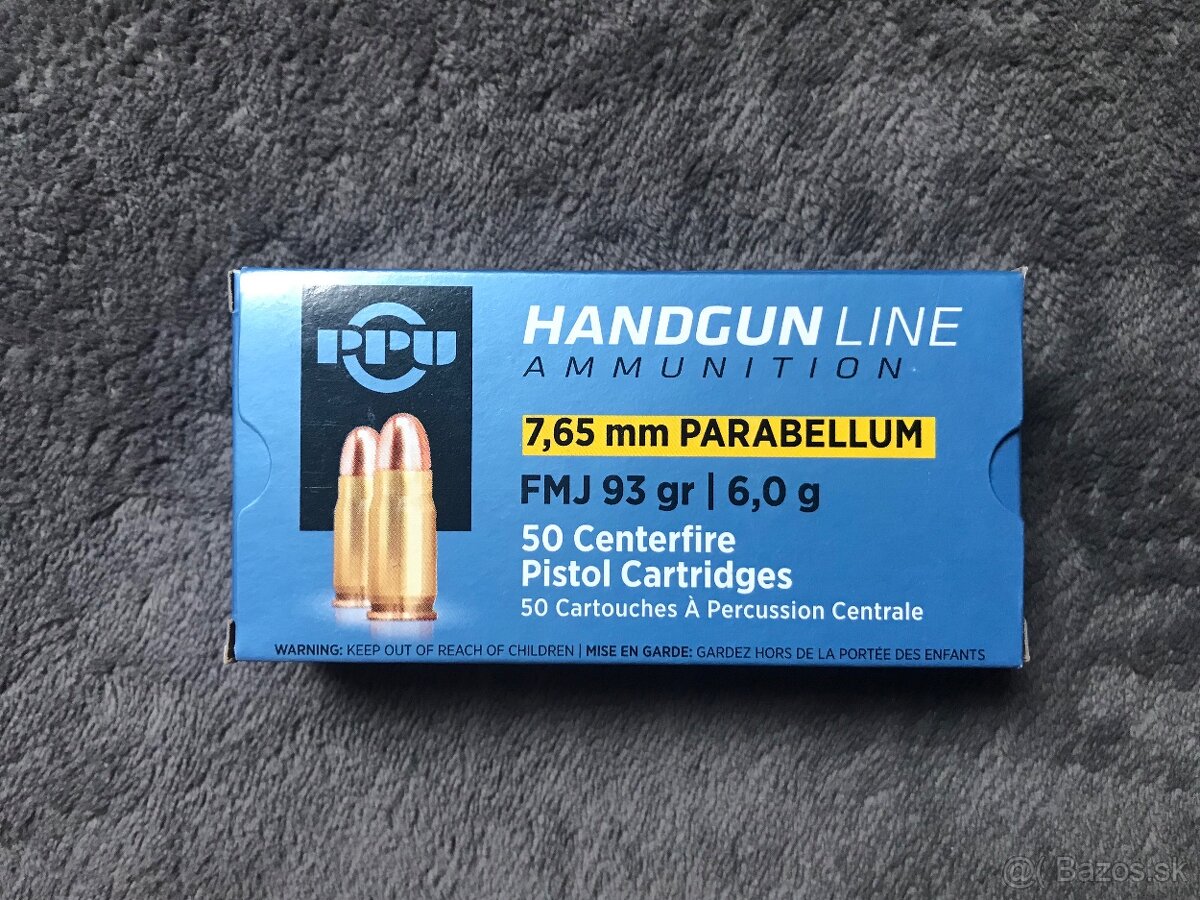 PPU
HANDGUN LINE
AMMUNITION
7,65 mm PARABELLUM
FMJ 93 gr | 6,0 g
50 Centerfire
Pistol Cartridges
50 Cartouches À Percussion Centrale
WARNING: KEEP OUT OF REACH OF CHILDREN | MISE EN GARDE: GARDEZ HORS DE LA PORTÉE DES ENFANTS
@( Bazos.sk